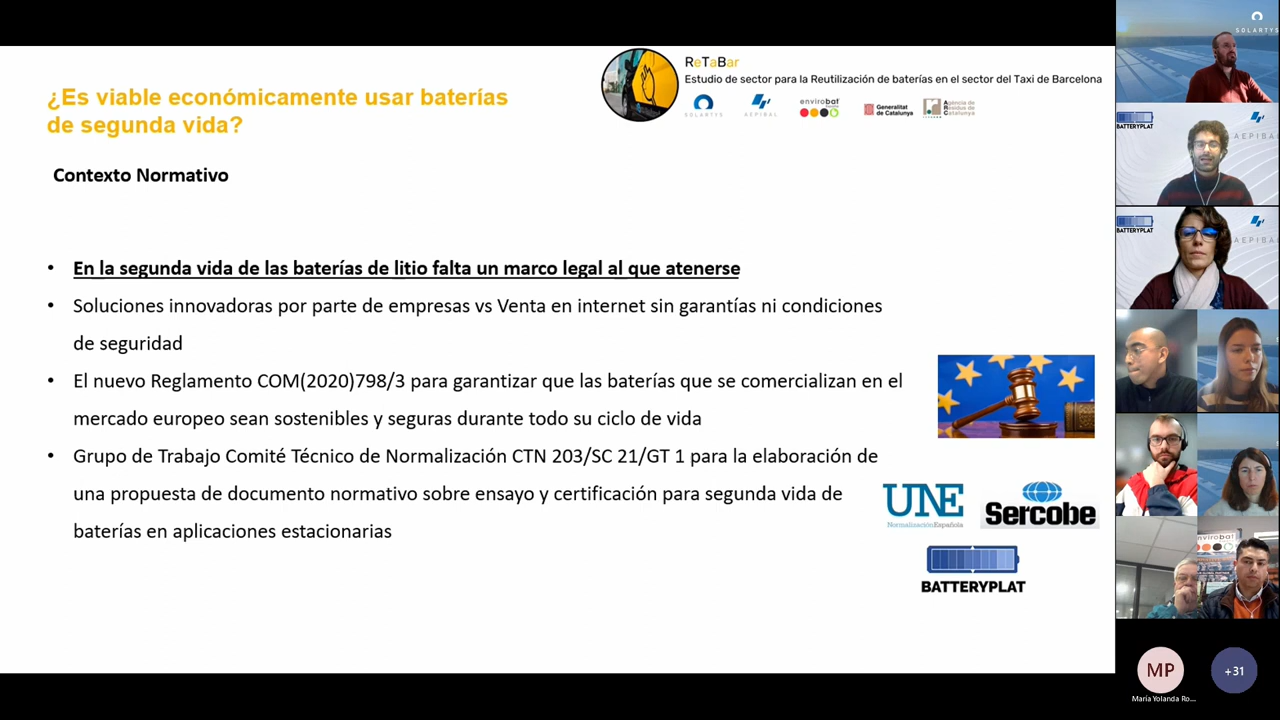 ¿Es viable económicamente usar baterías
de segunda vida?
ReTaBar
Estudio de sector para la Reutilización de baterías en el sector del Taxi de Barcelona
SOLARTYS
AEPIBAL
envirobat
Generalitat
de Catalunya
Agència de
Residus de
Catalunya
Contexto Normativo
• En la segunda vida de las baterías de litio falta un marco legal al que atenerse
• Soluciones innovadoras por parte de empresas vs Venta en internet sin garantías ni condiciones
de seguridad
• El nuevo Reglamento COM(2020)798/3 para garantizar que las baterías que se comercializan en el
mercado europeo sean sostenibles y seguras durante todo su ciclo de vida
• Grupo de Trabajo Comité Técnico de Normalización CTN 203/SC 21/GT 1 para la elaboración de
una propuesta de documento normativo sobre ensayo y certificación para segunda vida de
baterías en aplicaciones estacionarias
UNE
NormalizaciónEspañola
Sercobe
BATTERYPLAT
SOLARTYS
BATTERYPLAT
AEPIBA
BATTERYPLAT
AEPIBA
MP
María Yolanda Ro...
+31